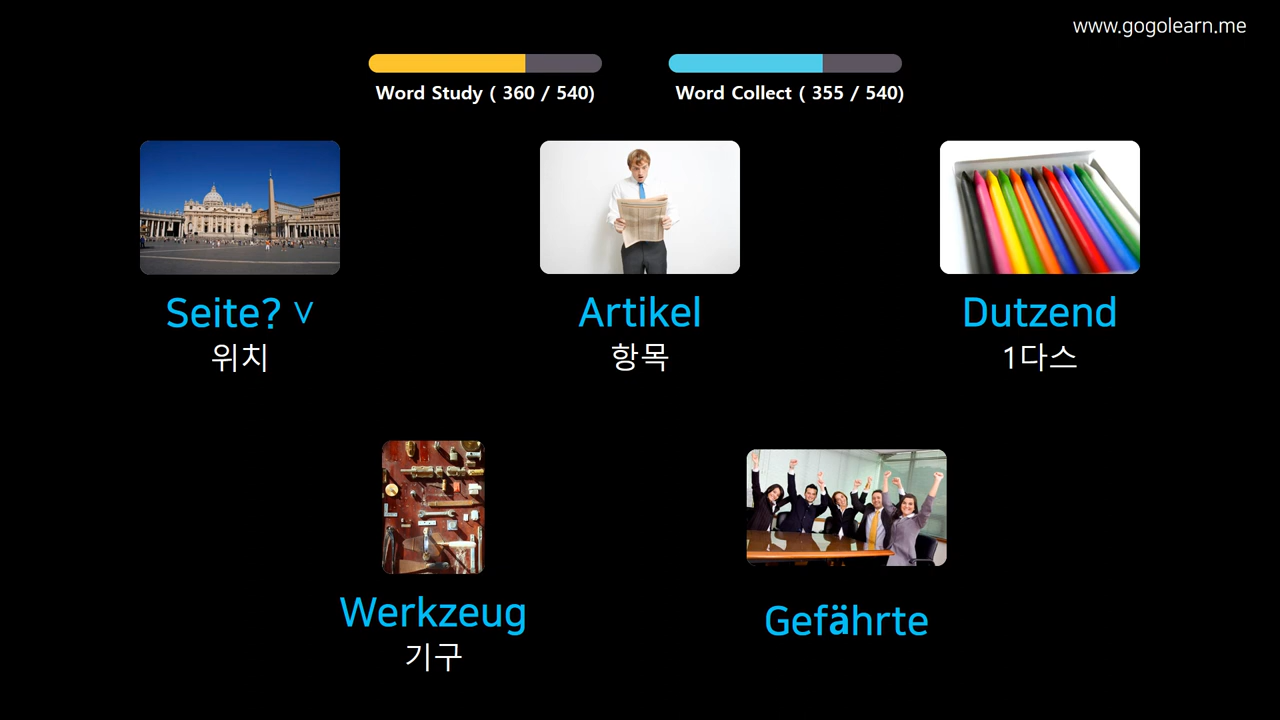 www.gogolearn.me
Word Study ( 360 / 540)
Word Collect ( 355 / 540)
Seite? ∨
위치
Artikel
항목
Dutzend
1다스
Werkzeug
기구
Gefährte